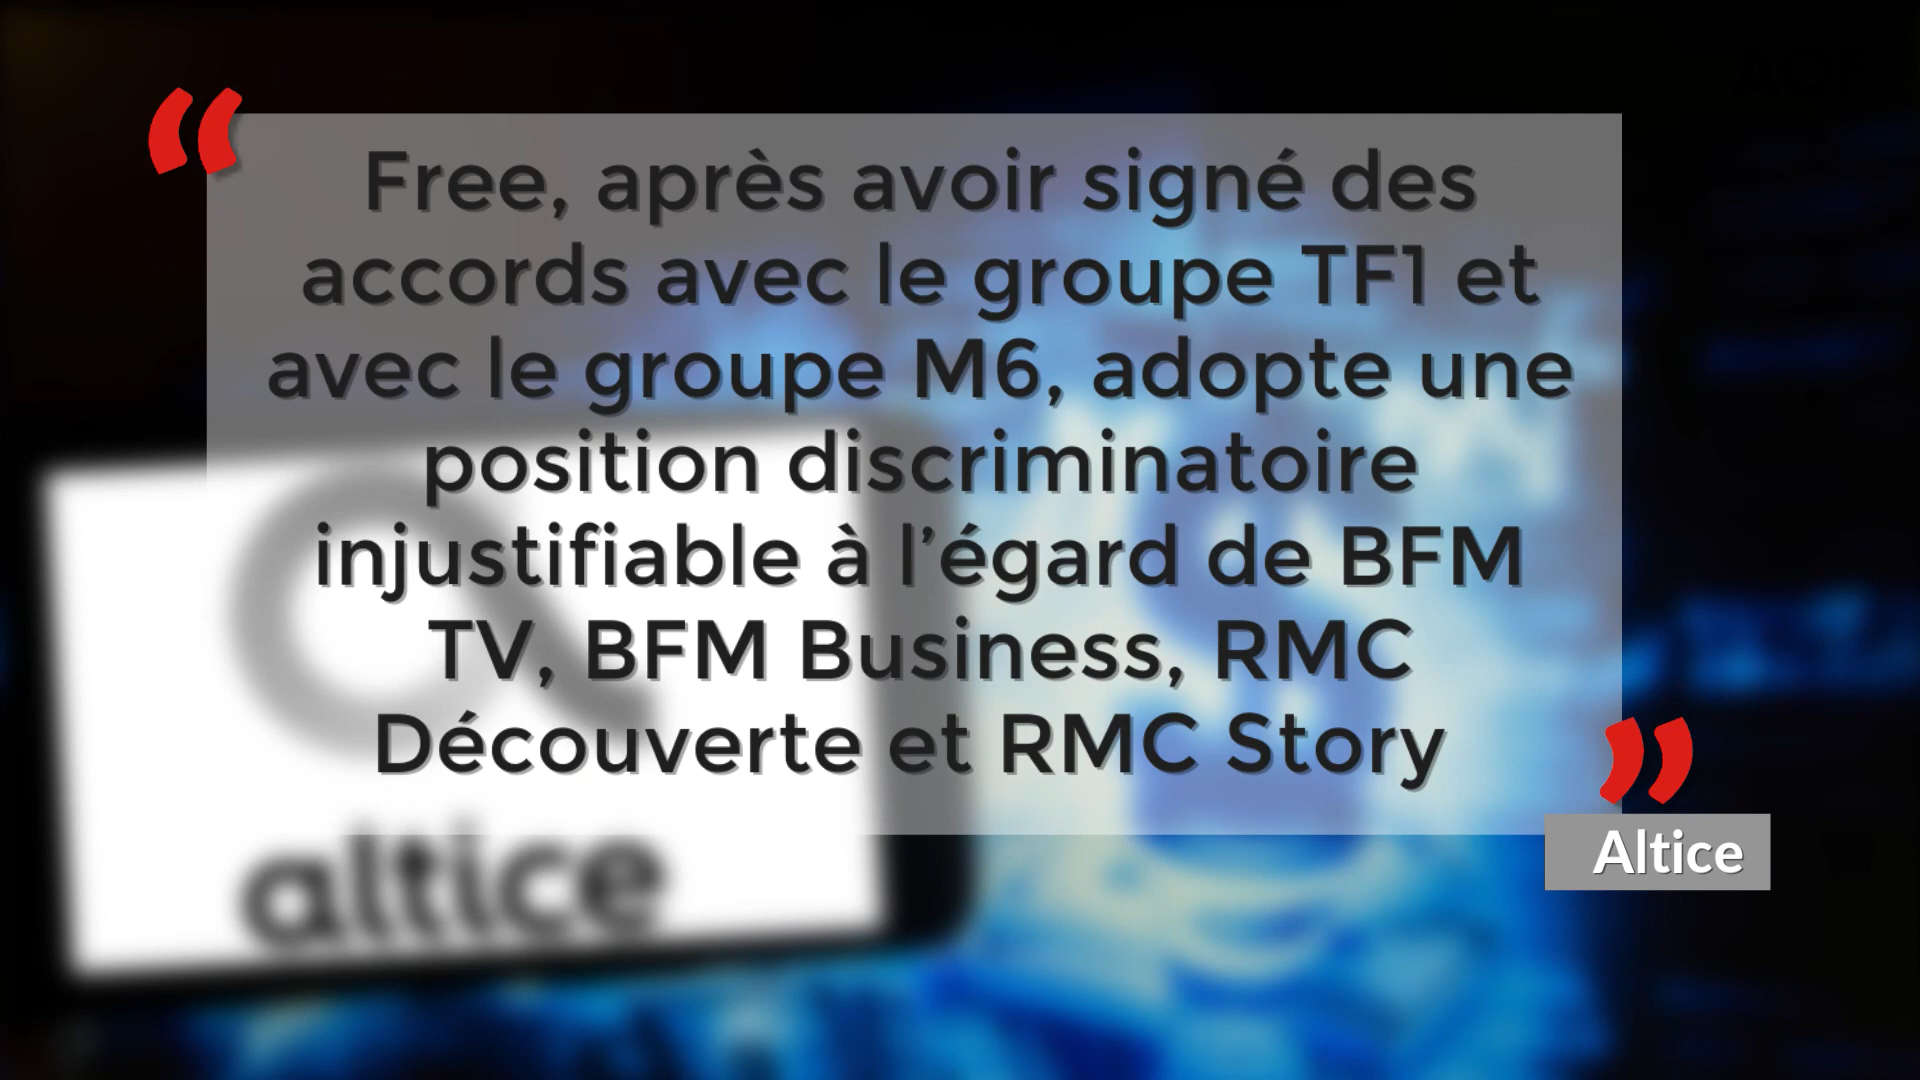 “
Free, après avoir signé des
accords avec le groupe TF1 et
avec le groupe M6, adopte une
position discriminatoire
injustifiable à l’égard de BFM
TV, BFM Business, RMC
Découverte et RMC Story
”
Altice
altice